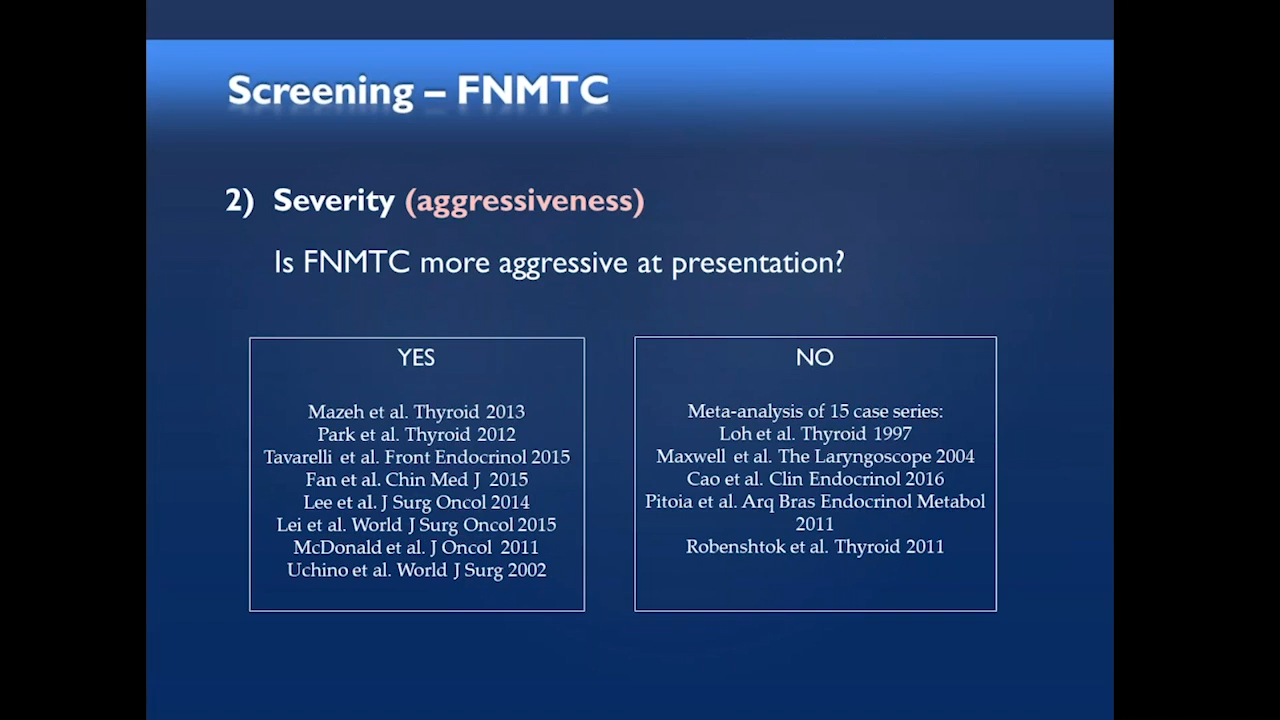 Screening – FNMTC
2) Severity (aggressiveness)
Is FNMTC more aggressive at presentation?
YES
Mazeh et al. Thyroid 2013
Park et al. Thyroid 2012
Tavarelli et al. Front Endocrinol 2015
Fan et al. Chin Med J 2015
Lee et al. J Surg Oncol 2014
Lei et al. World J Surg Oncol 2015
McDonald et al. J Oncol 2011
Uchino et al. World J Surg 2002
NO
Meta-analysis of 15 case series:
Loh et al. Thyroid 1997
Maxwell et al. The Laryngoscope 2004
Cao et al. Clin Endocrinol 2016
Pitoia et al. Arq Bras Endocrinol Metabol
2011
Robenshtok et al. Thyroid 2011